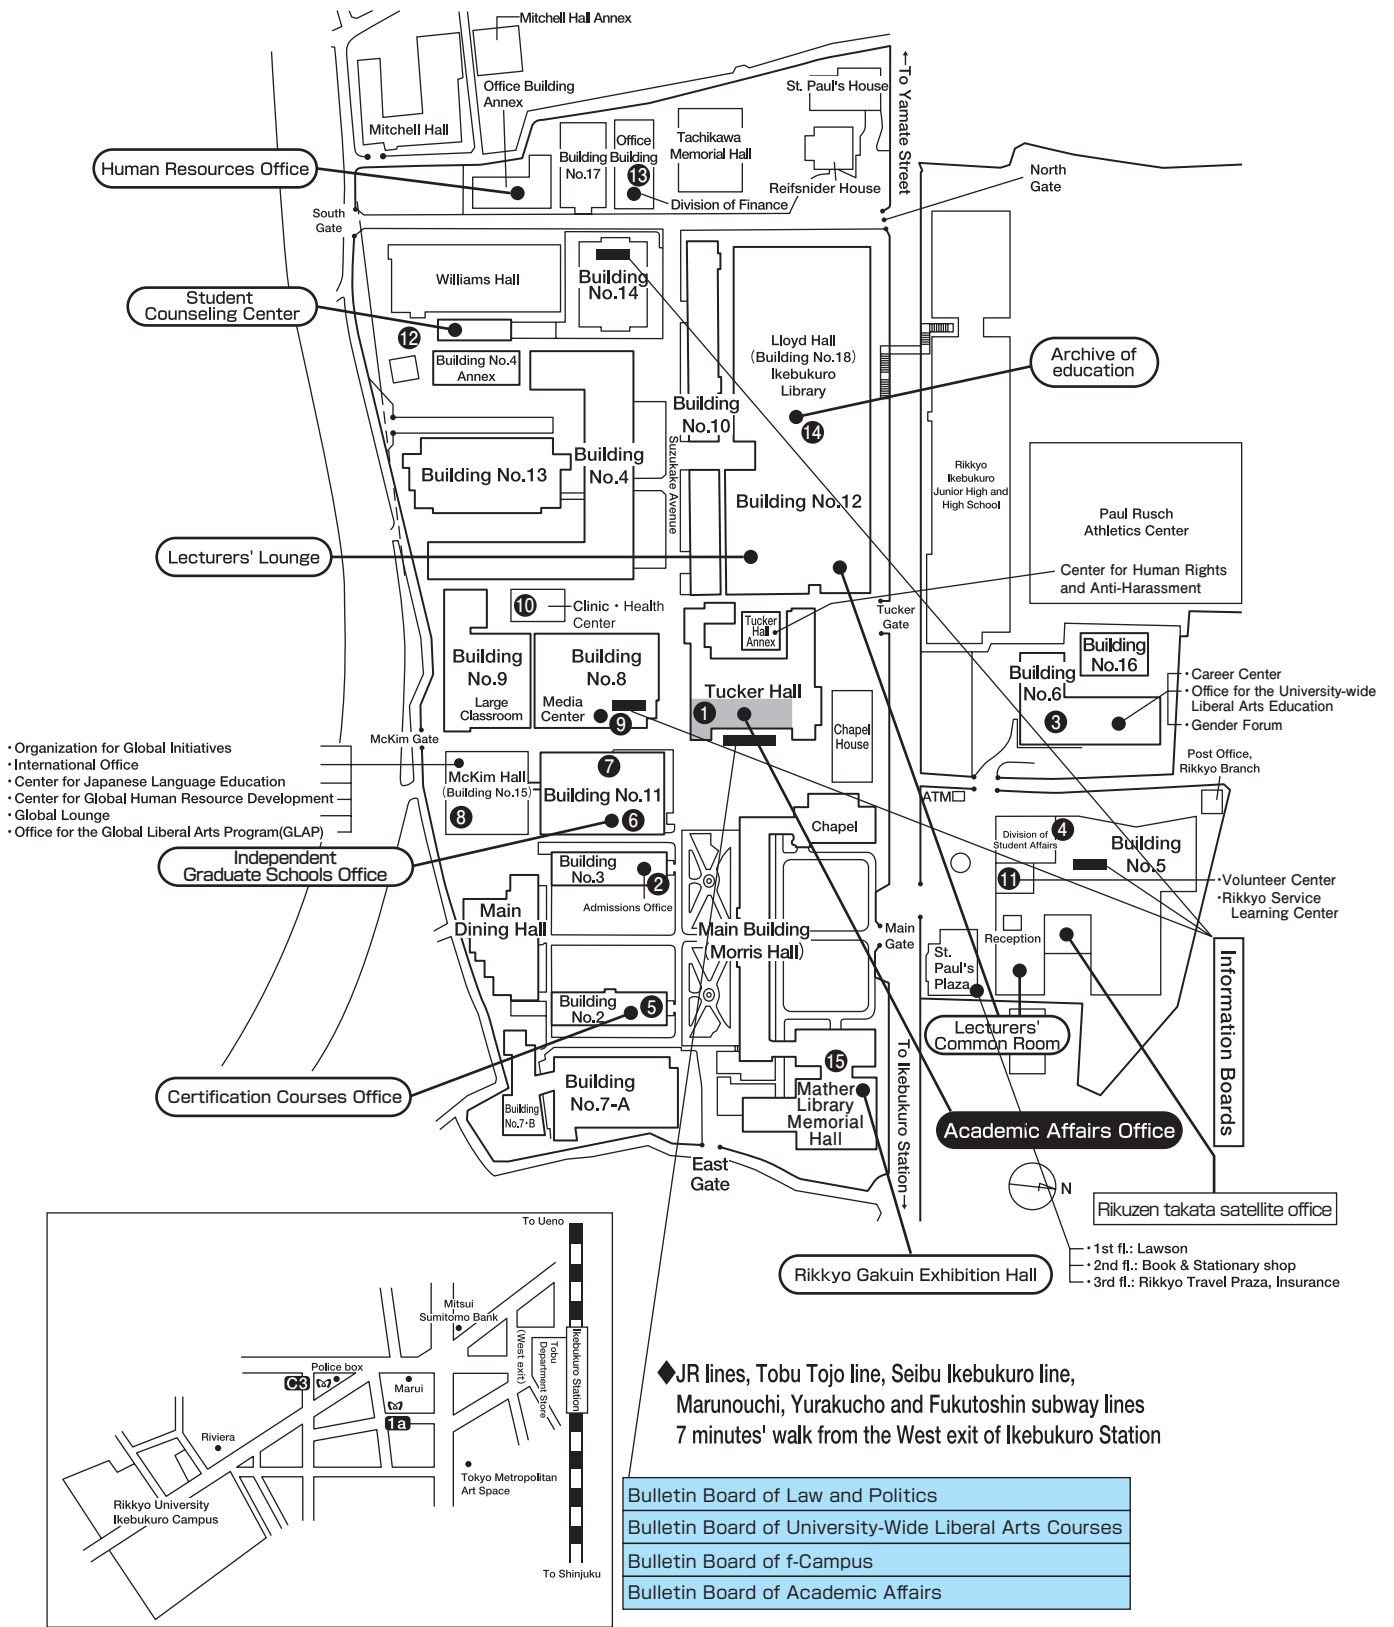 Mitchell Hall Annex
Office Building
Annex
Mitchell Hall
St. Paul's House
←To Yamate Street
Office
Building
13
Building
No.17
Tachikawa
Memorial Hall
Human Resources Office
Reifsnider House
North
Gate
Division of Finance
South
Gate
Williams Hall
Building
No.14
Student
Counseling Center
12
Building No.4
Annex
Lloyd Hall
(Building No.18)
Ikebukuro
Library
14
Archive of
education
Building
No.10
Suzukake Avenue
Building No.13
Building
No.4
Building No.12
Rikkyo
Ikebukuro
Junior High and
High School
Paul Rusch
Athletics Center
Lecturers' Lounge
Center for Human Rights
and Anti-Harassment
10
Clinic・Health
Center
Tucker
Hall
Annex
Tucker
Gate
Building
No.9
Large
Classroom
Building
No.8
Media
Center
9
Tucker Hall
1
Chapel
House
Building
No.16
Building
No.6
3
・Career Center
・Office for the University-wide
Liberal Arts Education
・Gender Forum
McKim Gate
・Organization for Global Initiatives
・International Office
・Center for Japanese Language Education
・Center for Global Human Resource Development
・Global Lounge
・Office for the Global Liberal Arts Program(GLAP)
McKim Hall
(Building No.15)
8
7
Building No.11
6
Post Office,
Rikkyo Branch
ATM
Chapel
Division of
Student Affairs
4
Building
No.5
Independent
Graduate Schools Office
Building
No.3
2
Admissions Office
11
・Volunteer Center
・Rikkyo Service
Learning Center
Main
Dining Hall
Main Building
(Morris Hall)
Main
Gate
Reception
St.
Paul's
Plaza
Information Boards
Building
No.2
5
Lecturers'
Common Room
To Ikebukuro Station→
Certification Courses Office
Building
No.7-A
Building
No.7・B
15
Mather
Library
Memorial
Hall
Academic Affairs Office
East
Gate
N
Rikuzen takata satellite office
Rikkyo Gakuin Exhibition Hall
・1st fl.: Lawson
・2nd fl.: Book & Stationary shop
・3rd fl.: Rikkyo Travel Praza, Insurance
To Ueno
Mitsui
Sumitomo Bank
(West exit)
Tobu
Department Store
Ikebukuro Station
Police box
C3
Marui
1a
Riviera
Tokyo Metropolitan
Art Space
Rikkyo University
Ikebukuro Campus
To Shinjuku
◆JR lines, Tobu Tojo line, Seibu Ikebukuro line,
Marunouchi, Yurakucho and Fukutoshin subway lines
7 minutes' walk from the West exit of Ikebukuro Station
Bulletin Board of Law and Politics
Bulletin Board of University-Wide Liberal Arts Courses
Bulletin Board of f-Campus
Bulletin Board of Academic Affairs